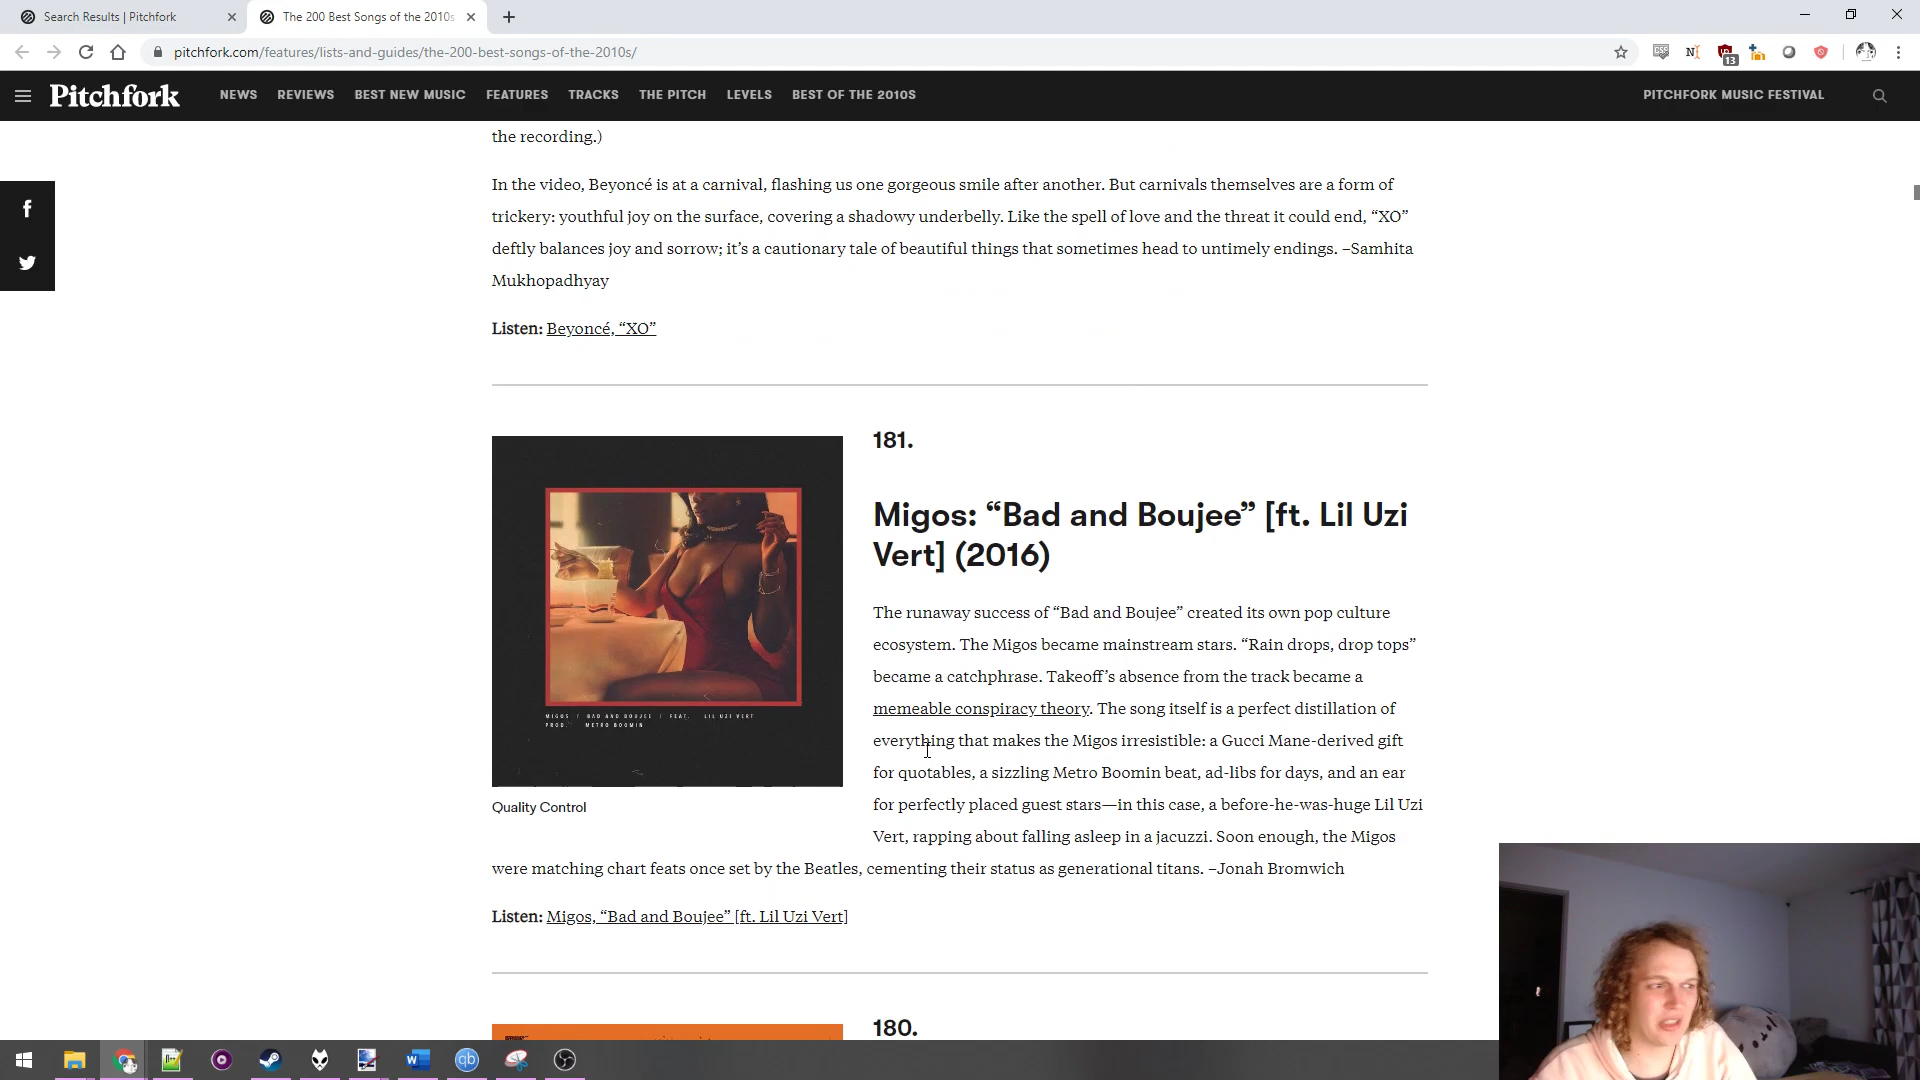 Search Results | Pitchfork
The 200 Best Songs of the 2010s
pitchfork.com/features/lists-and-guides/the-200-best-songs-of-the-2010s/
13
Pitchfork
NEWS REVIEWS BEST NEW MUSIC FEATURES TRACKS THE PITCH LEVELS BEST OF THE 2010S PITCHFORK MUSIC FESTIVAL
the recording.)
In the video, Beyoncé is at a carnival, flashing us one gorgeous smile after another. But carnivals themselves are a form of
trickery: youthful joy on the surface, covering a shadowy underbelly. Like the spell of love and the threat it could end, “XO”
deftly balances joy and sorrow; it’s a cautionary tale of beautiful things that sometimes head to untimely endings. –Samhita
Mukhopadhyay
Listen: Beyoncé, “XO”
181.
Migos: “Bad and Boujee” [ft. Lil Uzi
Vert] (2016)
The runaway success of “Bad and Boujee” created its own pop culture
ecosystem. The Migos became mainstream stars. “Rain drops, drop tops”
became a catchphrase. Takeoff’s absence from the track became a
memeable conspiracy theory. The song itself is a perfect distillation of
everything that makes the Migos irresistible: a Gucci Mane-derived gift
for quotables, a sizzling Metro Boomin beat, ad-libs for days, and an ear
for perfectly placed guest stars—in this case, a before-he-was-huge Lil Uzi
Vert, rapping about falling asleep in a jacuzzi. Soon enough, the Migos
were matching chart feats once set by the Beatles, cementing their status as generational titans. –Jonah Bromwich
MIGOS / BAD AND BOUJEE / FEAT. LIL UZI VERT
PROD. METRO BOOMIN
Quality Control
Listen: Migos, “Bad and Boujee” [ft. Lil Uzi Vert]
180.